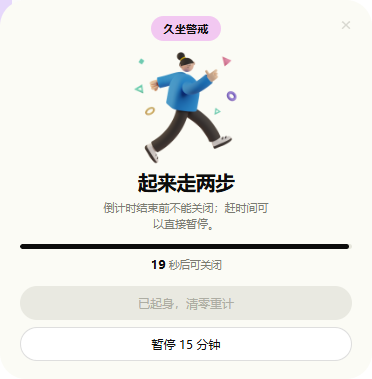 久坐警戒
起来走两步
倒计时结束前不能关闭；赶时间可
以直接暂停。
19 秒后可关闭
已起身，清零重计
暂停 15 分钟